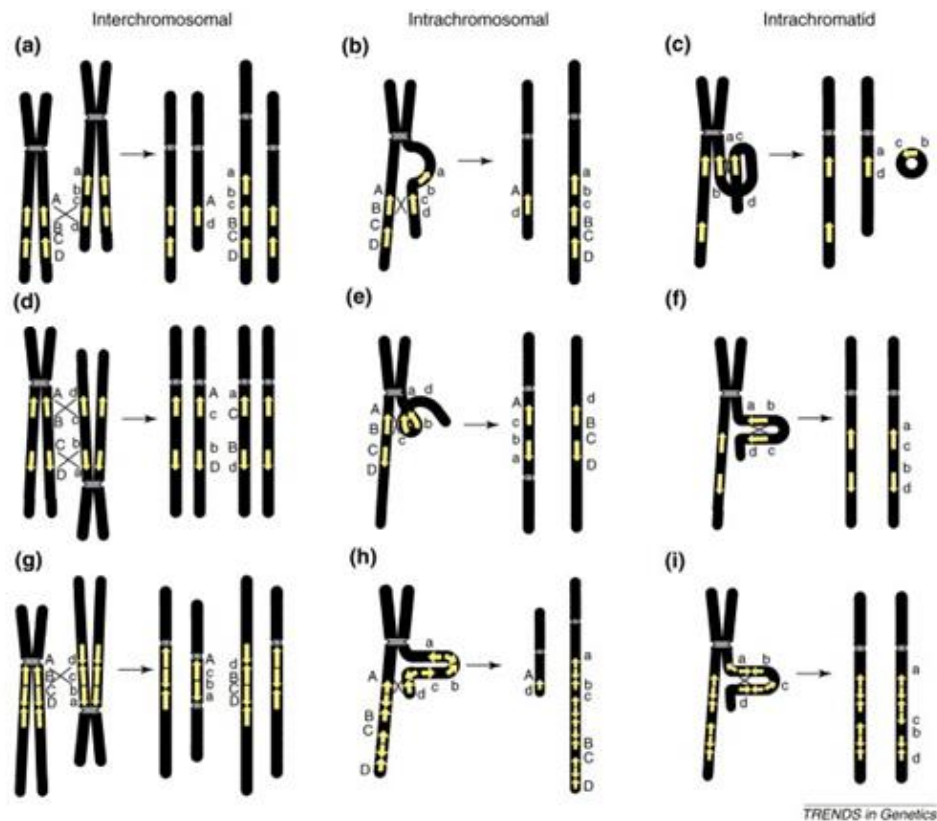 Interchromosomal Intrachromosomal Intrachromatid
(a) (b) (c)
a
b
A c
B d
C
D
A
d
a
b
c
B
C
D
a
A b
B c
C d
D
A
d
a
b
c
B
C
D
a c
b
d
a
d
c b
(d) (e) (f)
A d
B c
C b
D a
A
c
b
D
a
C
B
d
a d
A
B b
c
C
D
A
c
b
a
d
B
C
D
a b
d c
a
c
b
d
(g) (h) (i)
A d
B c
C b
D a
A
c
b
a
d
B
C
D
a
A
d c b
B
C
D
A
d
a
b
c
B
C
D
a b
d c
a
c
b
d
TRENDS in Genetics